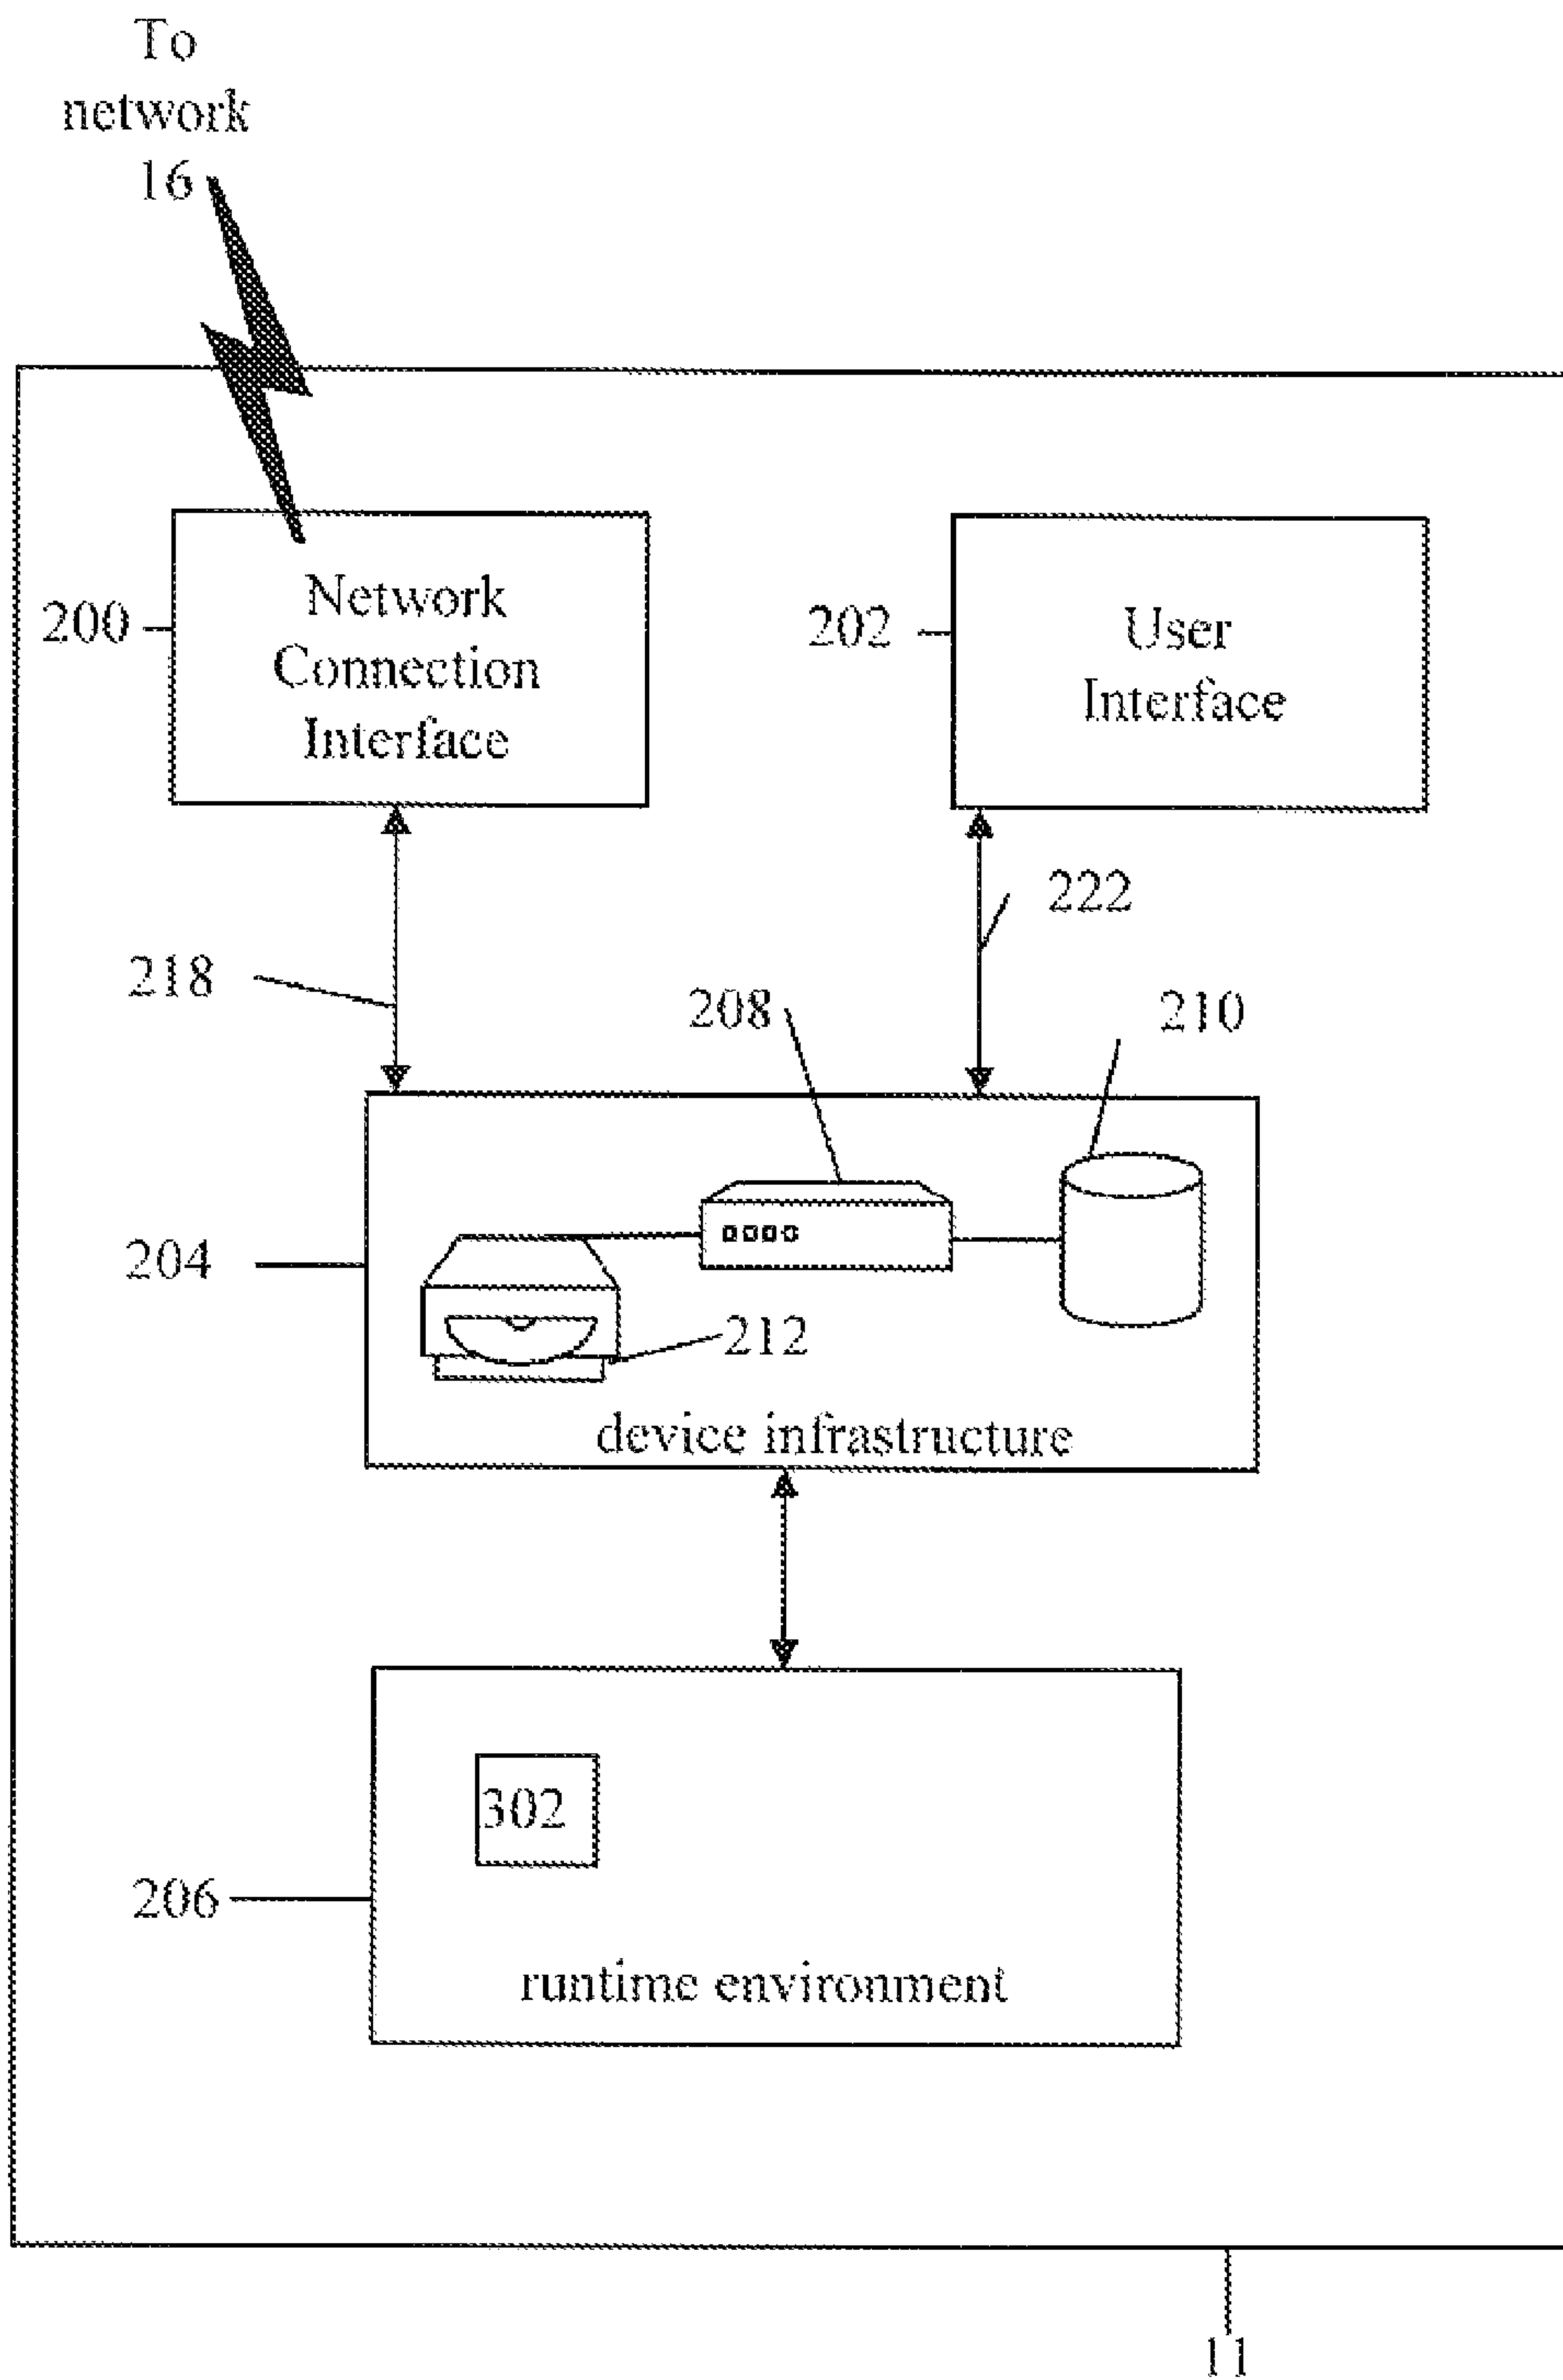 To
network
16
200
Network
Connection
Interface
202
User
Interface
222
218
208
210
204
212
device infrastructure
302
206
runtime environment
11